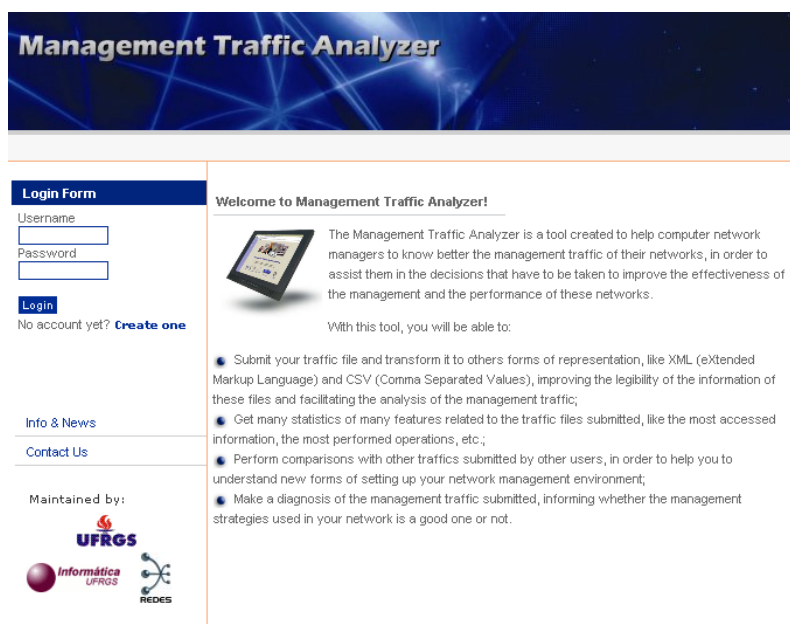 Management Traffic Analyzer
Login Form
Username
Password
Login
No account yet? Create one
Info & News
Contact Us
Maintained by:
UFRGS
Informática
UFRGS
REDES
Welcome to Management Traffic Analyzer!
The Management Traffic Analyzer is a tool created to help computer network
managers to know better the management traffic of their networks, in order to
assist them in the decisions that have to be taken to improve the effectiveness of
the management and the performance of these networks.
With this tool, you will be able to:
Submit your traffic file and transform it to others forms of representation, like XML (eXtended
Markup Language) and CSV (Comma Separated Values), improving the legibility of the information of
these files and facilitating the analysis of the management traffic;
Get many statistics of many features related to the traffic files submitted, like the most accessed
information, the most performed operations, etc.;
Perform comparisons with other traffics submitted by other users, in order to help you to
understand new forms of setting up your network management environment;
Make a diagnosis of the management traffic submitted, informing whether the management
strategies used in your network is a good one or not.